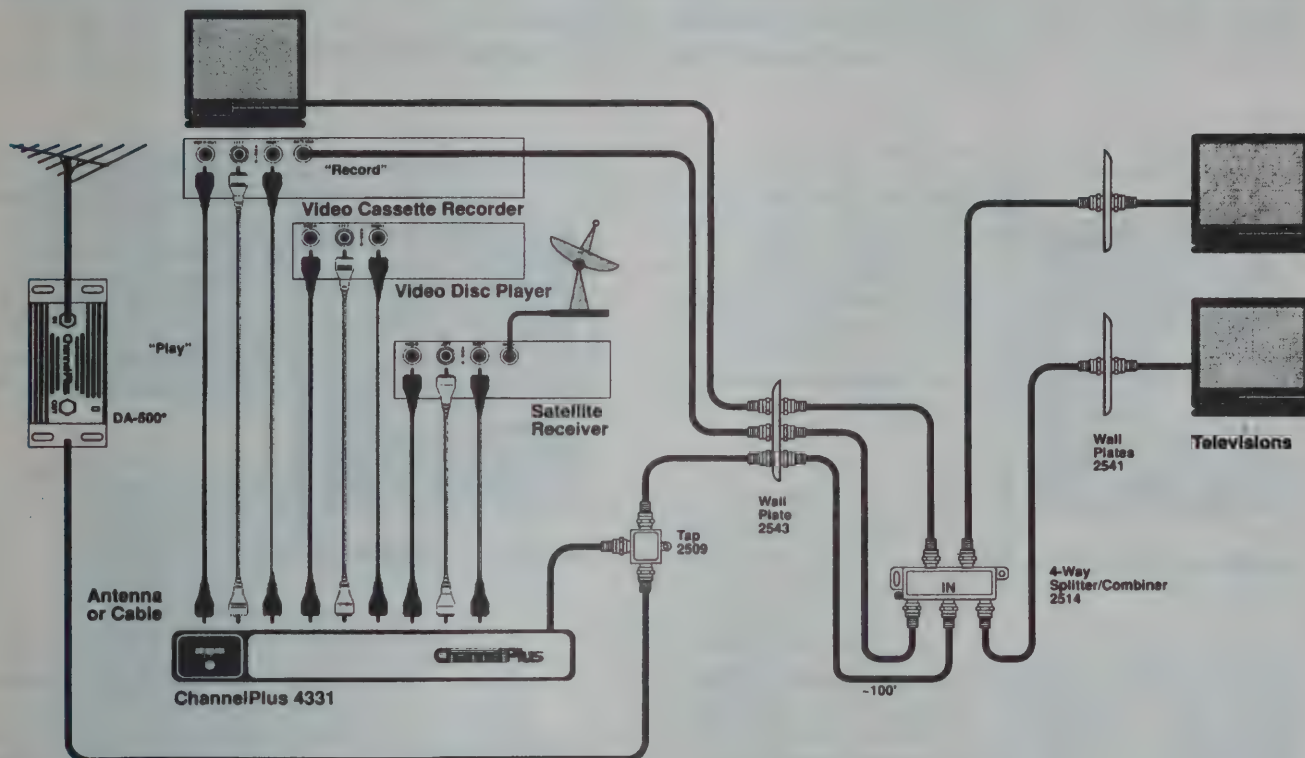 "Record"
Video Cassette Recorder
Video Disc Player
"Play"
DA-500*
Satellite
Receiver
Wall
Plates
2541
Televisions
Wall
Plate
2543
Tap
2509
IN
4-Way
Splitter/Combiner
2514
Antenna
or Cable
ChannelPlus
~100'
ChannelPlus 4331